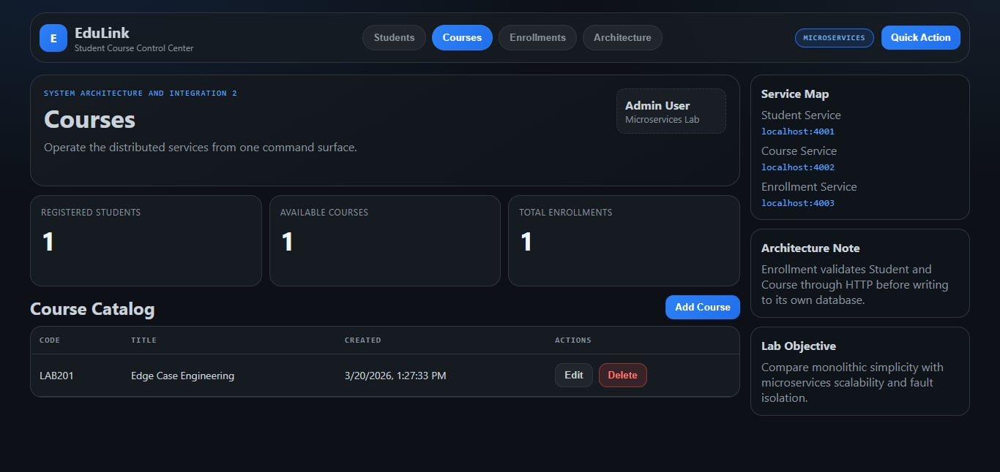 E
EduLink
Student Course Control Center
Students
Courses
Enrollments
Architecture
MICROSERVICES
Quick Action
SYSTEM ARCHITECTURE AND INTEGRATION 2
Courses
Operate the distributed services from one command surface.
Admin User
Microservices Lab
REGISTERED STUDENTS
1
AVAILABLE COURSES
1
TOTAL ENROLLMENTS
1
Course Catalog
Add Course
CODE TITLE CREATED ACTIONS
LAB201 Edge Case Engineering 3/20/2026, 1:27:33 PM Edit Delete
Service Map
Student Service
localhost:4001
Course Service
localhost:4002
Enrollment Service
localhost:4003
Architecture Note
Enrollment validates Student and
Course through HTTP before writing
to its own database.
Lab Objective
Compare monolithic simplicity with
microservices scalability and fault
isolation.